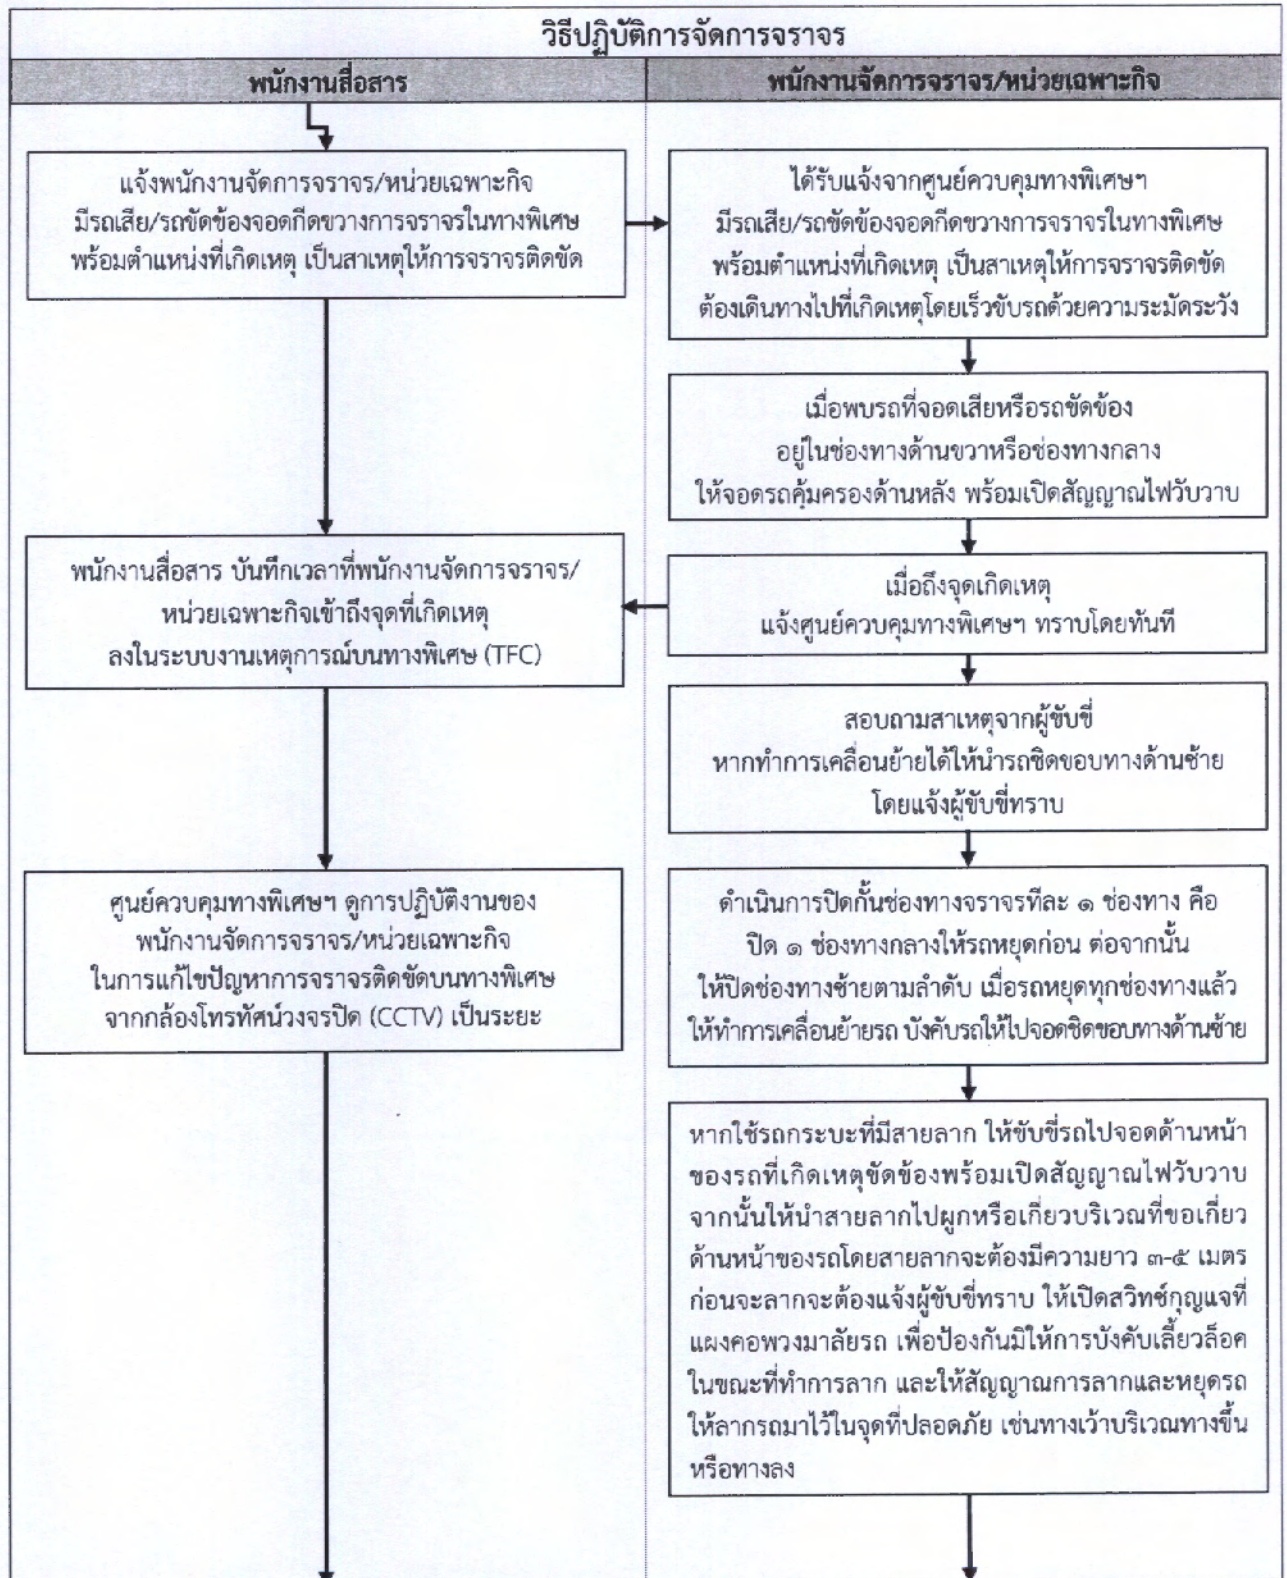 วิธีปฏิบัติการจัดการจราจร
พนักงานสื่อสาร
พนักงานจัดการจราจร/หน่วยเฉพาะกิจ
แจ้งพนักงานจัดการจราจร/หน่วยเฉพาะกิจ
มีรถเสีย/รถขัดข้องจอดกีดขวางการจราจรในทางพิเศษ
พร้อมตำแหน่งที่เกิดเหตุ เป็นสาเหตุให้การจราจรติดขัด
ได้รับแจ้งจากศูนย์ควบคุมทางพิเศษฯ
มีรถเสีย/รถขัดข้องจอดกีดขวางการจราจรในทางพิเศษ
พร้อมตำแหน่งที่เกิดเหตุ เป็นสาเหตุให้การจราจรติดขัด
ต้องเดินทางไปที่เกิดเหตุโดยเร็วขับรถด้วยความระมัดระวัง
เมื่อพบรถที่จอดเสียหรือรถขัดข้อง
อยู่ในช่องทางด้านขวาหรือช่องทางกลาง
ให้จอดรถคุ้มครองด้านหลัง พร้อมเปิดสัญญาณไฟวับวาบ
เมื่อถึงจุดเกิดเหตุ
แจ้งศูนย์ควบคุมทางพิเศษฯ ทราบโดยทันที
พนักงานสื่อสาร บันทึกเวลาที่พนักงานจัดการจราจร/
หน่วยเฉพาะกิจเข้าถึงจุดที่เกิดเหตุ
ลงในระบบงานเหตุการณ์บนทางพิเศษ (TFC)
สอบถามสาเหตุจากผู้ขับขี่
หากทำการเคลื่อนย้ายได้ให้นำรถชิดขอบทางด้านซ้าย
โดยแจ้งผู้ขับขี่ทราบ
ศูนย์ควบคุมทางพิเศษฯ ดูการปฏิบัติงานของ
พนักงานจัดการจราจร/หน่วยเฉพาะกิจ
ในการแก้ไขปัญหาการจราจรติดขัดบนทางพิเศษ
จากกล้องโทรทัศน์วงจรปิด (CCTV) เป็นระยะ
ดำเนินการปิดกั้นช่องทางจราจรทีละ ๑ ช่องทาง คือ
ปิด ๑ ช่องทางกลางให้รถหยุดก่อน ต่อจากนั้น
ให้ปิดช่องทางซ้ายตามลำดับ เมื่อรถหยุดทุกช่องทางแล้ว
ให้ทำการเคลื่อนย้ายรถ บังคับรถให้ไปจอดชิดขอบทางด้านซ้าย
หากใช้รถกระบะที่มีสายลาก ให้ขับขี่รถไปจอดด้านหน้า
ของรถที่เกิดเหตุขัดข้องพร้อมเปิดสัญญาณไฟวับวาบ
จากนั้นให้นำสายลากไปผูกหรือเกี่ยวบริเวณที่ขอเกี่ยว
ด้านหน้าของรถโดยสายลากจะต้องมีความยาว ๓-๕ เมตร
ก่อนจะลากจะต้องแจ้งผู้ขับขี่ทราบ ให้เปิดสวิทช์กุญแจที่
แผงคอพวงมาลัยรถ เพื่อป้องกันมิให้การบังคับเลี้ยวล็อค
ในขณะที่ทำการลาก และให้สัญญาณการลากและหยุดรถ
ให้ลากรถมาไว้ในจุดที่ปลอดภัย เช่นทางเว้าบริเวณทางขึ้น
หรือทางลง